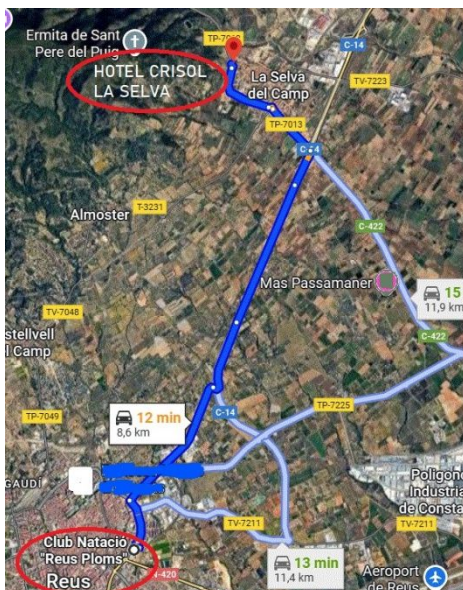 Ermita de Sant
Pere del Puig
HOTEL CRISOL
LA SELVA
C-14
La Selva
del Camp
TV-7223
TP-7013
T-3231
Almoster
C-422
Mas Passamaner
15
11,9 km
TV-7048
C-422
stellvell
l Camp
TP-7049
12 min
8,6 km
C-14
TP-7225
GAUDÍ
Polígono
Industria
de Consta
TV-7211
TV-7211
Club Natació
"Reus Ploms"
Reus
N-420
13 min
11,4 km
Aeroport
de Reus